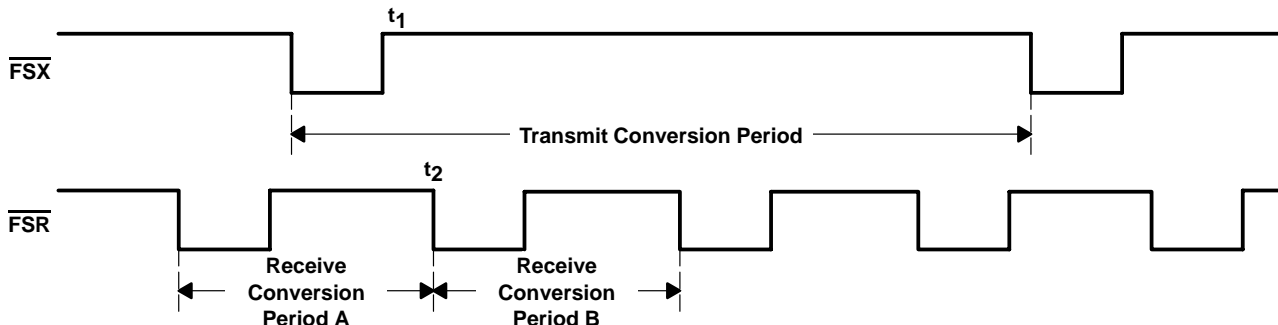 t1
FSX
Transmit Conversion Period
t2
FSR
Receive
Conversion
Period A
Receive
Conversion
Period B